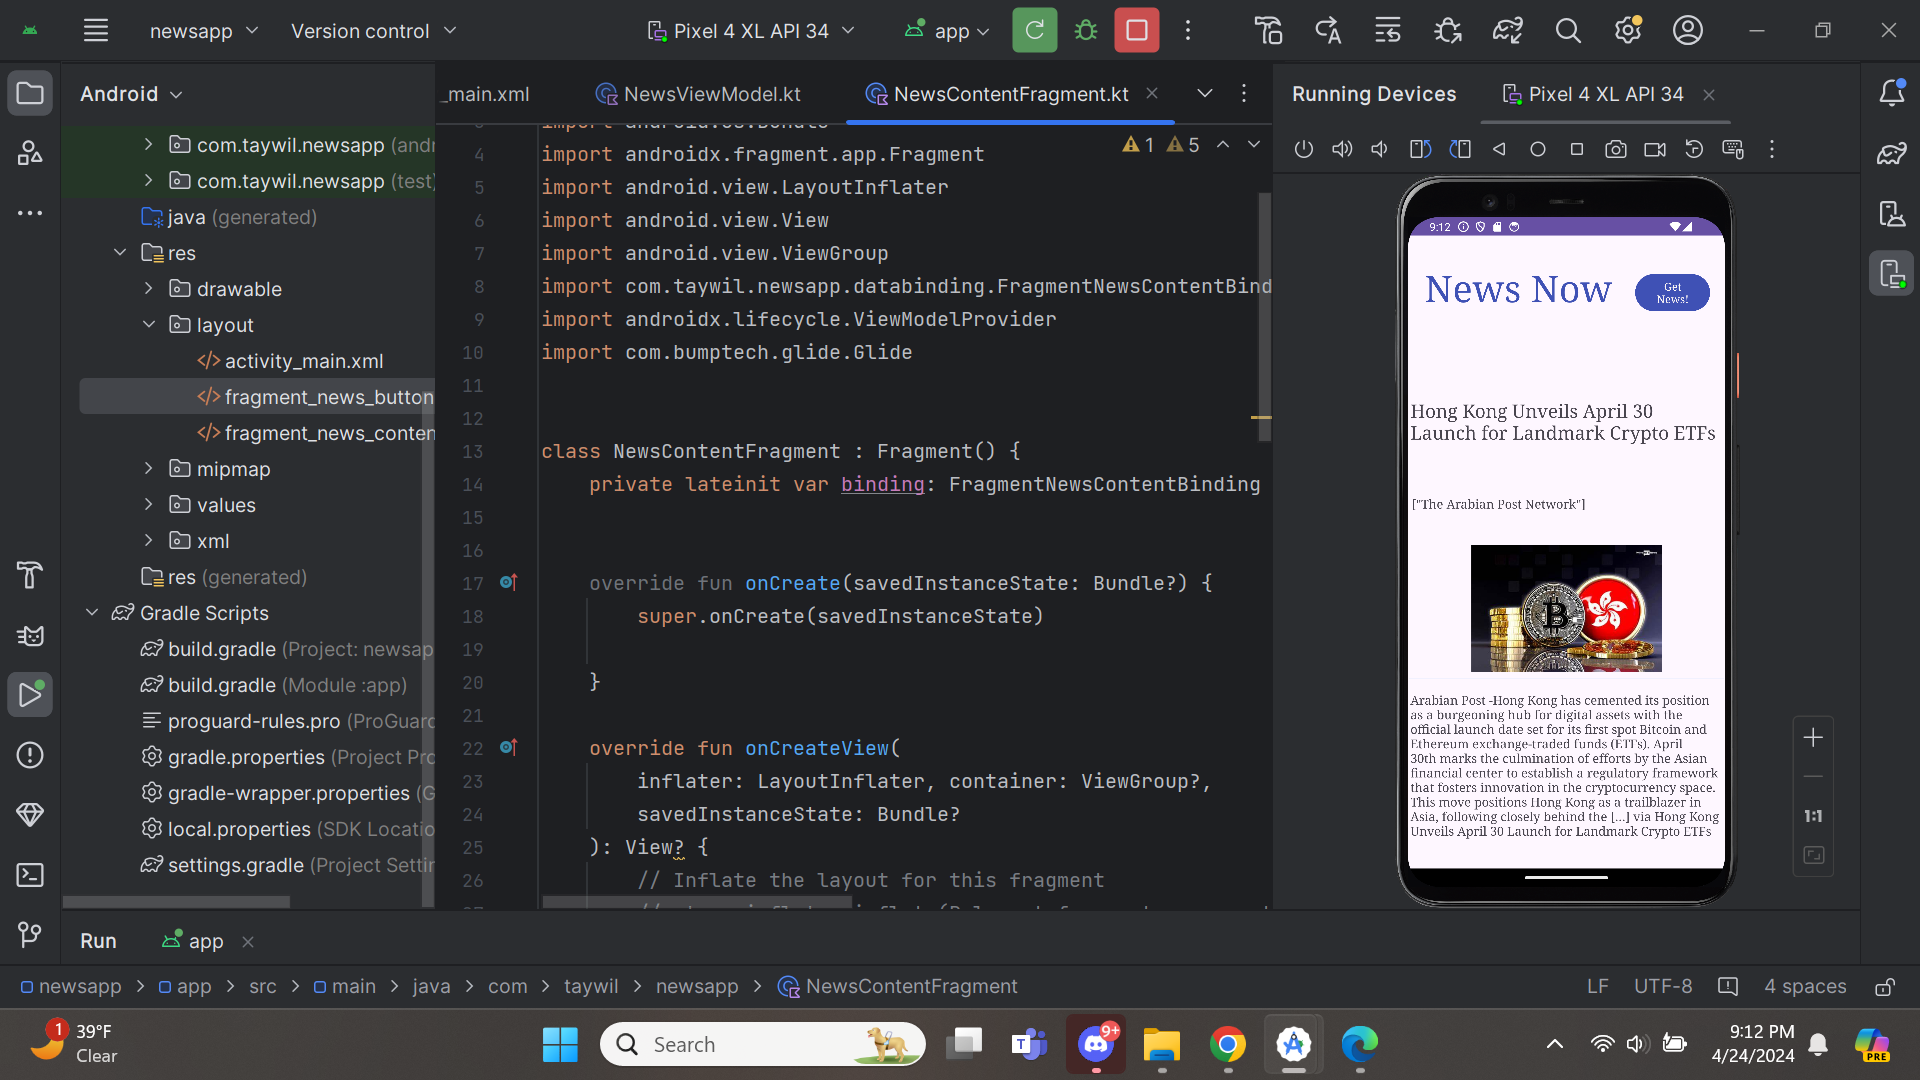 newsapp
Version control
Pixel 4 XL API 34
app
Android
_main.xml
NewsViewModel.kt
NewsContentFragment.kt
Running Devices
Pixel 4 XL API 34
com.taywil.newsapp (andr
com.taywil.newsapp (test)
java (generated)
res
drawable
layout
activity_main.xml
fragment_news_button
fragment_news_conten
mipmap
values
xml
res (generated)
Gradle Scripts
build.gradle (Project: newsap
build.gradle (Module :app)
proguard-rules.pro (ProGuard
gradle.properties (Project Pro
gradle-wrapper.properties (G
local.properties (SDK Locatio
settings.gradle (Project Settin
1 5
4 import androidx.fragment.app.Fragment
5 import android.view.LayoutInflater
6 import android.view.View
7 import android.view.ViewGroup
8 import com.taywil.newsapp.databinding.FragmentNewsContentBind
9 import androidx.lifecycle.ViewModelProvider
10 import com.bumptech.glide.Glide
11
12
13 class NewsContentFragment : Fragment() {
14 private lateinit var binding: FragmentNewsContentBinding
15
16
17 override fun onCreate(savedInstanceState: Bundle?) {
18 super.onCreate(savedInstanceState)
19
20 }
21
22 override fun onCreateView(
23 inflater: LayoutInflater, container: ViewGroup?,
24 savedInstanceState: Bundle?
25 ): View? {
26 // Inflate the layout for this fragment
9:12
News Now
Get
News!
Hong Kong Unveils April 30
Launch for Landmark Crypto ETFs
["The Arabian Post Network"]
Arabian Post -Hong Kong has cemented its position
as a burgeoning hub for digital assets with the
official launch date set for its first spot Bitcoin and
Ethereum exchange-traded funds (ETFs). April
30th marks the culmination of efforts by the Asian
financial center to establish a regulatory framework
that fosters innovation in the cryptocurrency space.
This move positions Hong Kong as a trailblazer in
Asia, following closely behind the [...] via Hong Kong
Unveils April 30 Launch for Landmark Crypto ETFs
1:1
Run
app
newsapp > app > src > main > java > com > taywil > newsapp > NewsContentFragment
LF
UTF-8
4 spaces
1
39°F
Clear
Search
T
9+
9:12 PM
4/24/2024
PRE